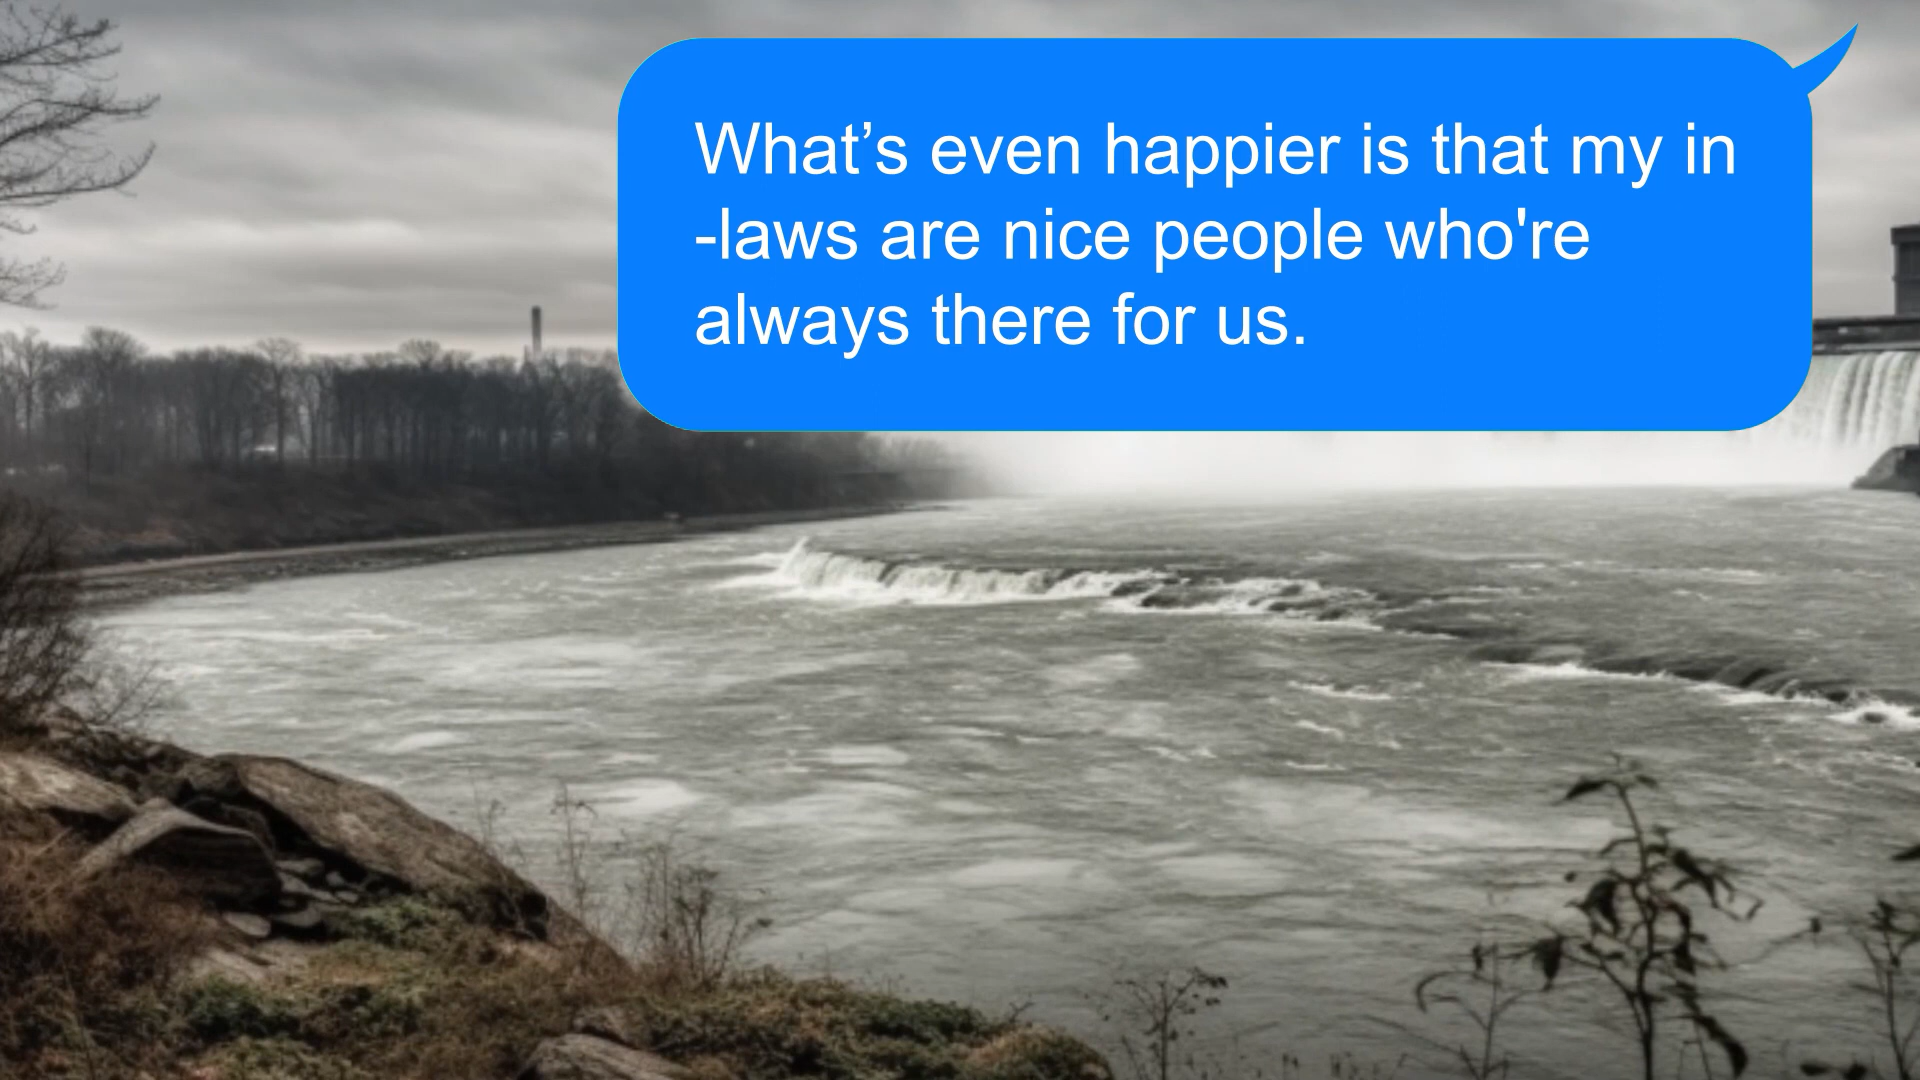 What’s even happier is that my in
-laws are nice people who're
always there for us.